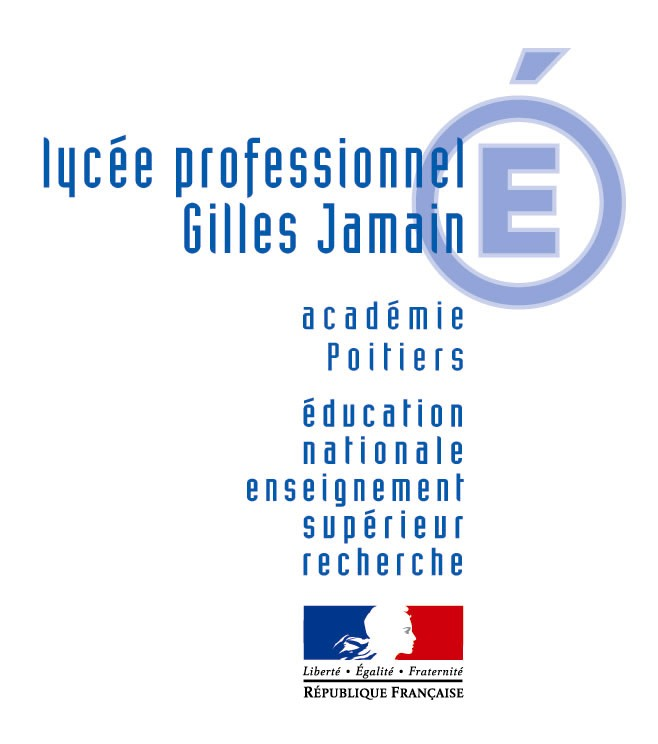 É
lycée professionnel
Gilles Jamain
académie
Poitiers
éducation
nationale
enseignement
supérieur
recherche
Liberté • Égalité • Fraternité
RÉPUBLIQUE FRANÇAISE